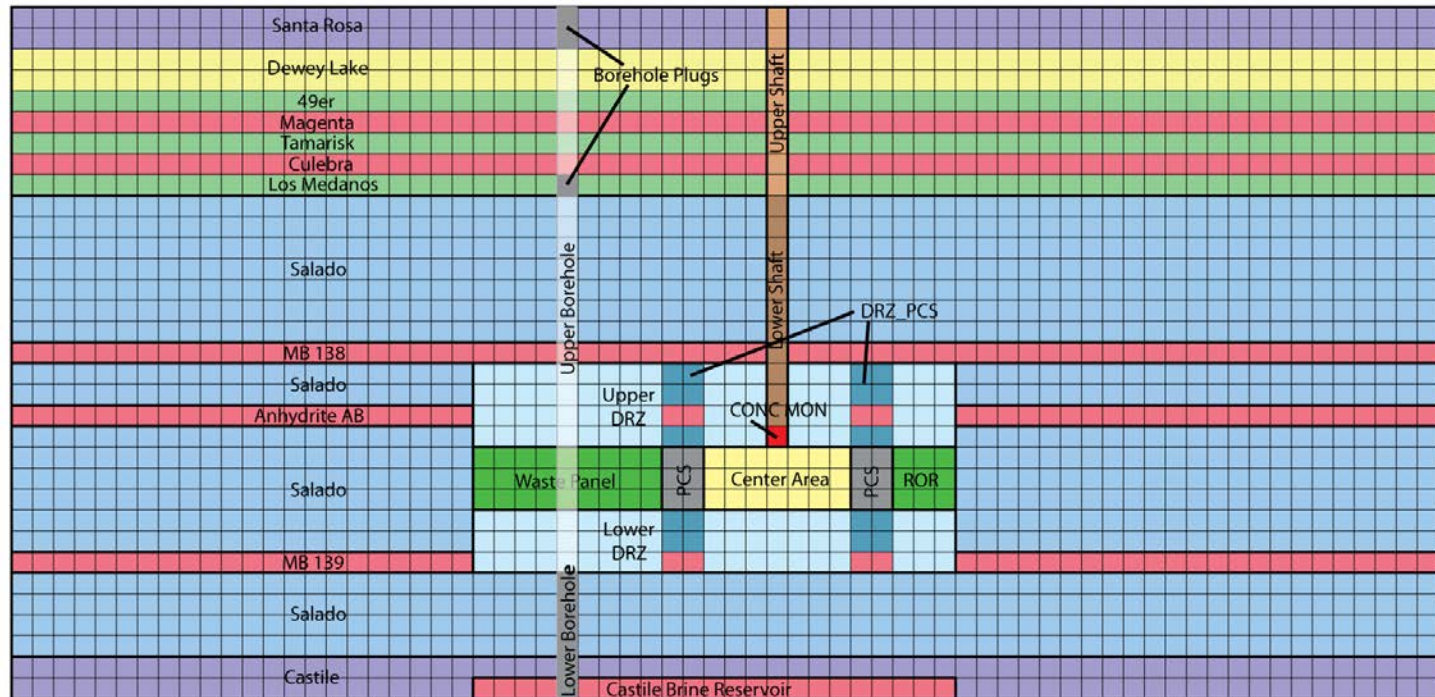 Santa Rosa
Dewey Lake
Borehole Plugs
Upper Shaft
49er
Magenta
Tamarisk
Culebra
Los Medanos
Salado
Upper Borehole
Lower Shaft
DRZ_PCS
MB 138
Salado
Upper
DRZ
Anhydrite AB
CONC MON
Salado
Waste Panel
PCS
Center Area
PCS
ROR
Lower
DRZ
MB 139
Salado
Lower Borehole
Castile
Castile Brine Reservoir